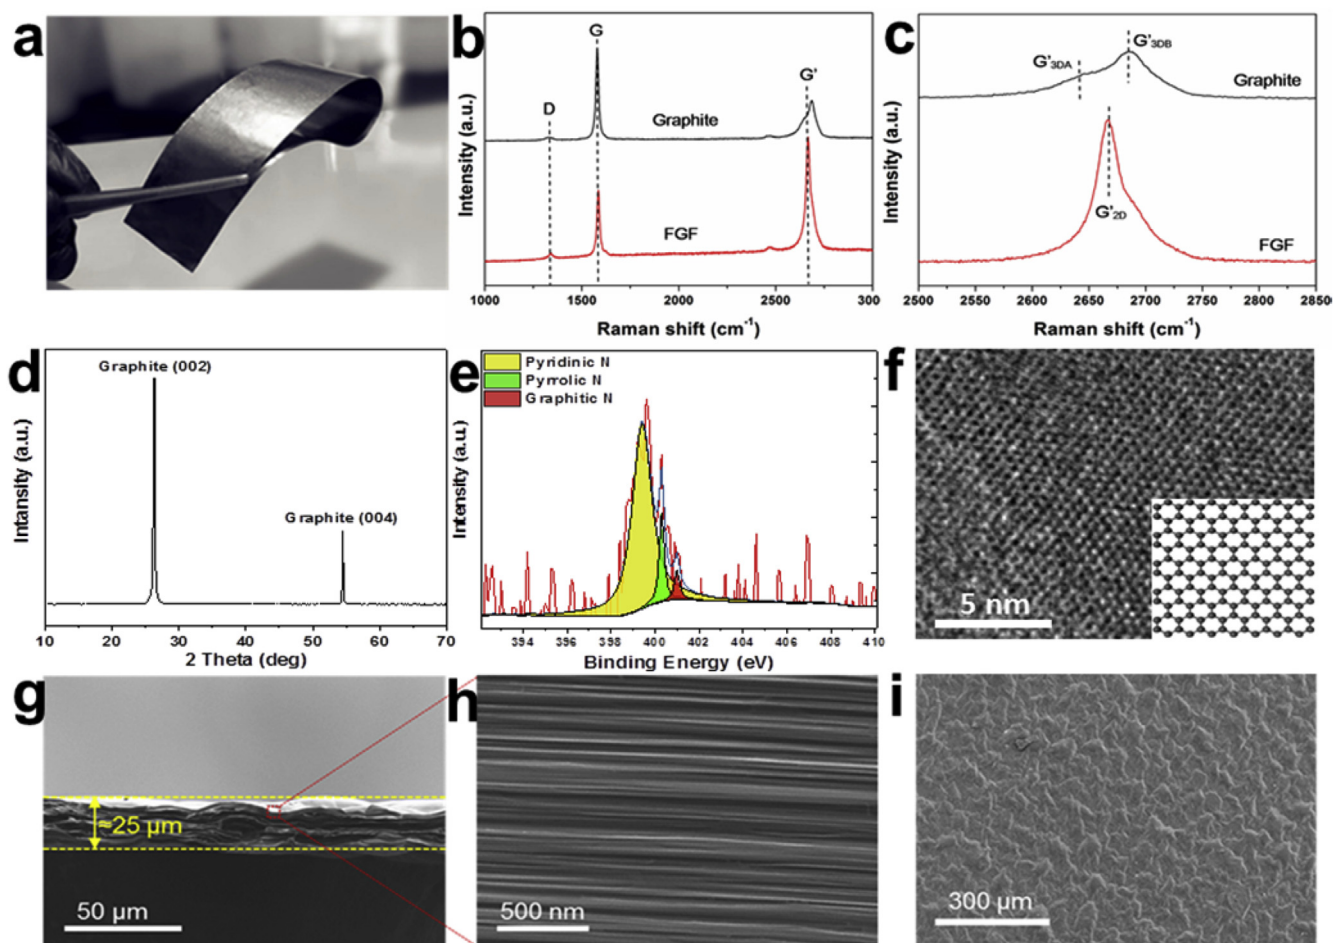 a
b
G
D
G'
Graphite
FGF
Intensity (a.u.)
1000
1500
2000
2500
300
Raman shift (cm⁻¹)
c
G'3DA
G'3DB
Graphite
G'2D
FGF
Intensity (a.u.)
2500
2550
2600
2650
2700
2750
2800
2850
Raman shift (cm⁻¹)
d
Graphite (002)
Graphite (004)
Intansity (a.u.)
10
20
30
40
50
60
70
2 Theta (deg)
e
Pyridinic N
Pyrrolic N
Graphitic N
Intensity (a.u.)
394
396
398
400
402
404
406
408
410
Binding Energy (eV)
f
5 nm
g
≈25 µm
50 µm
h
500 nm
i
300 µm